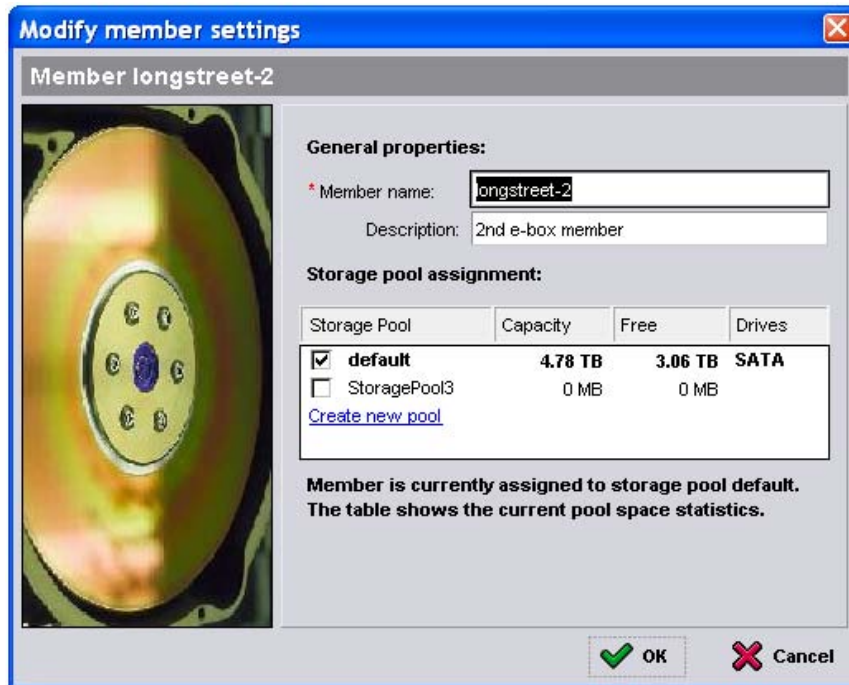 Modify member settings
Member longstreet-2
General properties:
* Member name: longstreet-2
Description: 2nd e-box member
Storage pool assignment:
Storage Pool Capacity Free Drives
default 4.78 TB 3.06 TB SATA
StoragePool3 0 MB 0 MB
Create new pool
Member is currently assigned to storage pool default.
The table shows the current pool space statistics.
OK Cancel